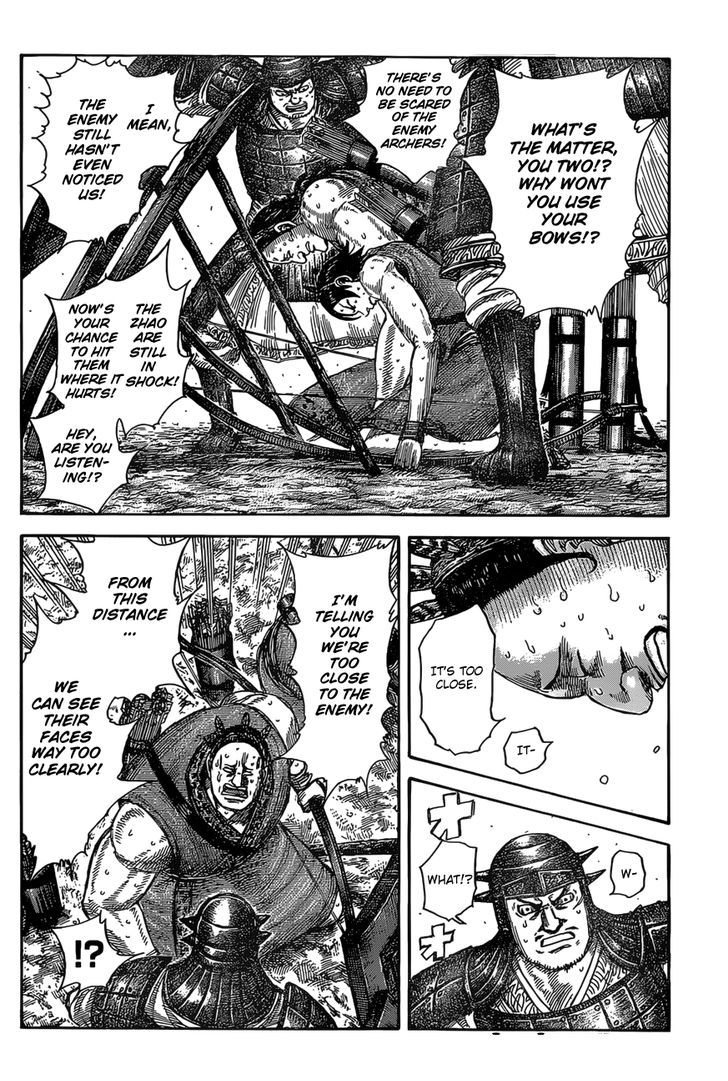 WHAT'S
THE MATTER,
YOU TWO!?
WHY WONT
YOU USE
YOUR
BOWS!?
THERE'S
NO NEED TO
BE SCARED
OF THE
ENEMY
ARCHERS!
I
MEAN,
THE
ENEMY
STILL
HASN'T
EVEN
NOTICED
US!
THE
ZHAO
ARE
STILL
IN
SHOCK!
NOW'S
YOUR
CHANCE
TO HIT
THEM
WHERE IT
HURTS!
HEY,
ARE YOU
LISTEN-
ING!?
IT-
IT'S TOO
CLOSE.
W-
WHAT!?
I'M
TELLING
YOU
WE'RE
TOO
CLOSE
TO THE
ENEMY!
FROM
THIS
DISTANCE
...
WE
CAN SEE
THEIR
FACES
WAY TOO
CLEARLY!
!?